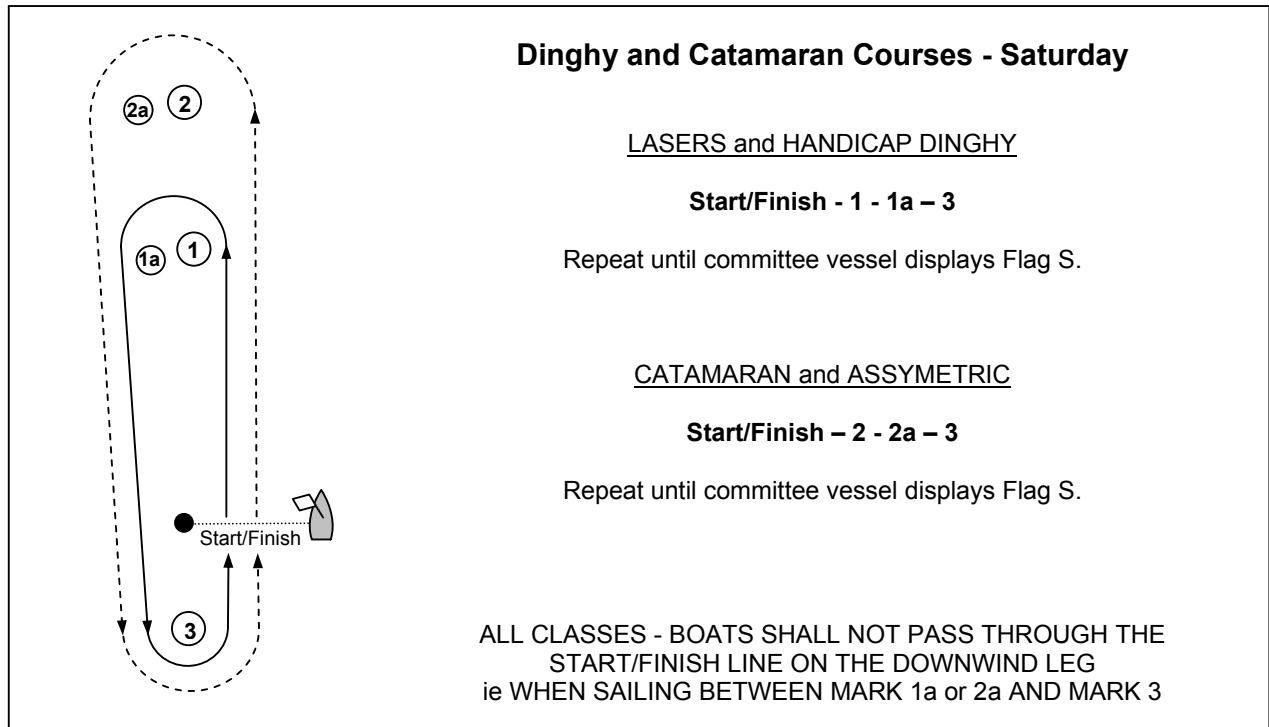 Dinghy and Catamaran Courses - Saturday
2a
2
LASERS and HANDICAP DINGHY
Start/Finish - 1 - 1a – 3
1a
1
Repeat until committee vessel displays Flag S.
CATAMARAN and ASSYMETRIC
Start/Finish – 2 - 2a – 3
Repeat until committee vessel displays Flag S.
Start/Finish
3
ALL CLASSES - BOATS SHALL NOT PASS THROUGH THE
START/FINISH LINE ON THE DOWNWIND LEG
ie WHEN SAILING BETWEEN MARK 1a or 2a AND MARK 3